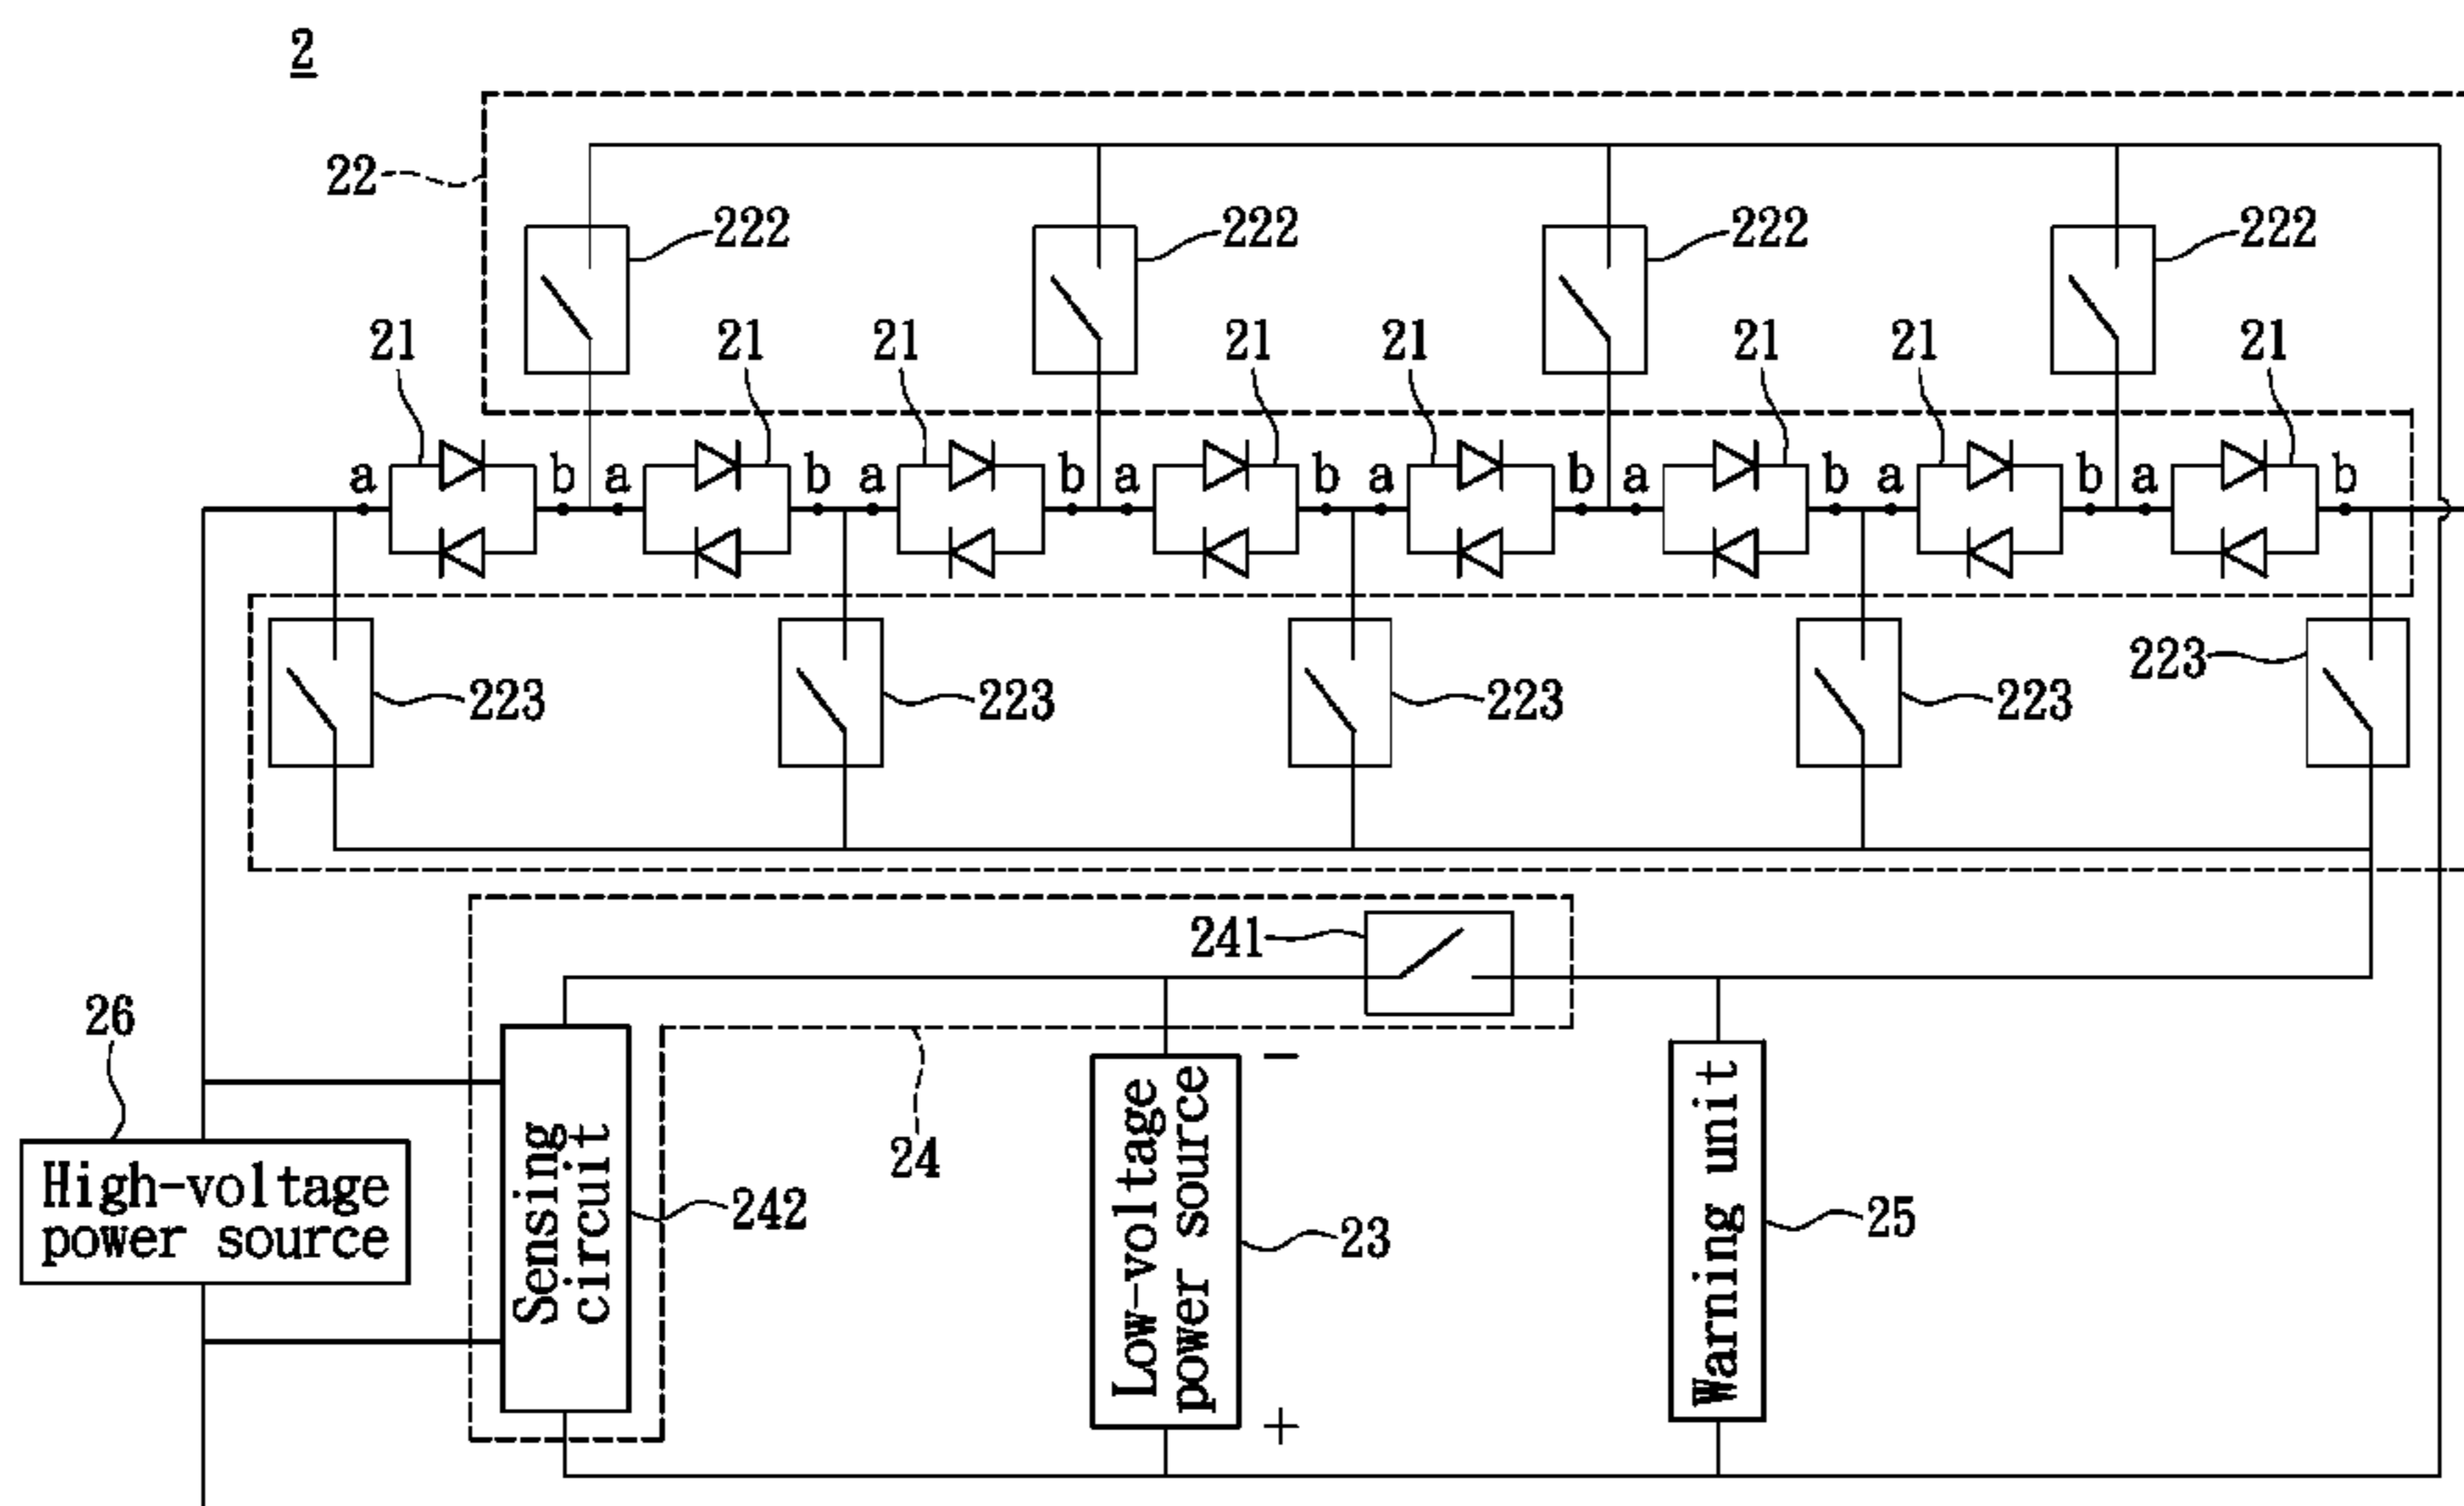 2
22
222 222 222 222
21 21 21 21 21 21 21 21
a b a b a b a b a b a b a b a b
223 223 223 223 223
241
26
24
High-voltage
power source
Sensing
circuit
242
−
Low-voltage
power source
+
23
Warning unit
25